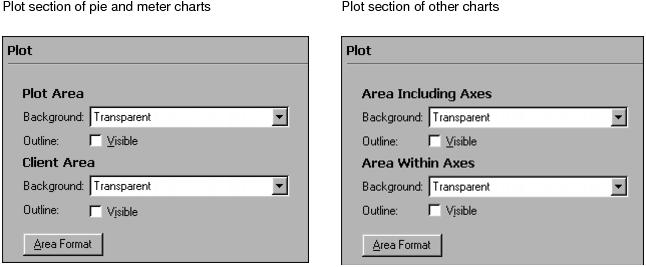 Plot section of pie and meter charts
Plot
Plot Area
Background: Transparent
Outline: Visible
Client Area
Background: Transparent
Outline: Visible
Area Format
Plot section of other charts
Plot
Area Including Axes
Background: Transparent
Outline: Visible
Area Within Axes
Background: Transparent
Outline: Visible
Area Format